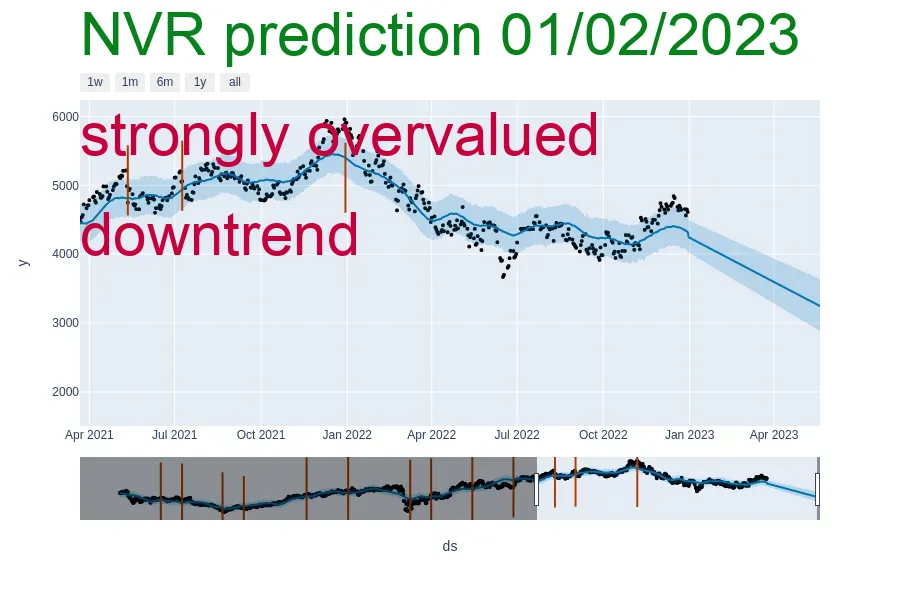 NVR prediction 01/02/2023
1w 1m 6m 1y all
strongly overvalued
downtrend
6000
5000
4000
3000
2000
y
Apr 2021 Jul 2021 Oct 2021 Jan 2022 Apr 2022 Jul 2022 Oct 2022 Jan 2023 Apr 2023
ds